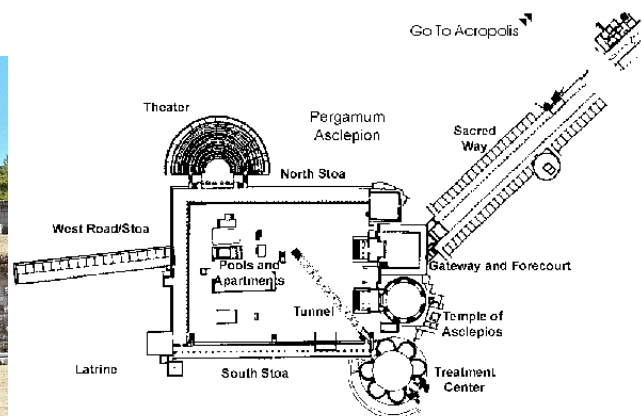 Go To Acropolis
Theater
Pergamum
Asclepion
Sacred
Way
North Stoa
West Road/Stoa
Pools and
Apartments
Gateway and Forecourt
Tunnel
Temple of
Asclepios
Latrine
South Stoa
Treatment
Center